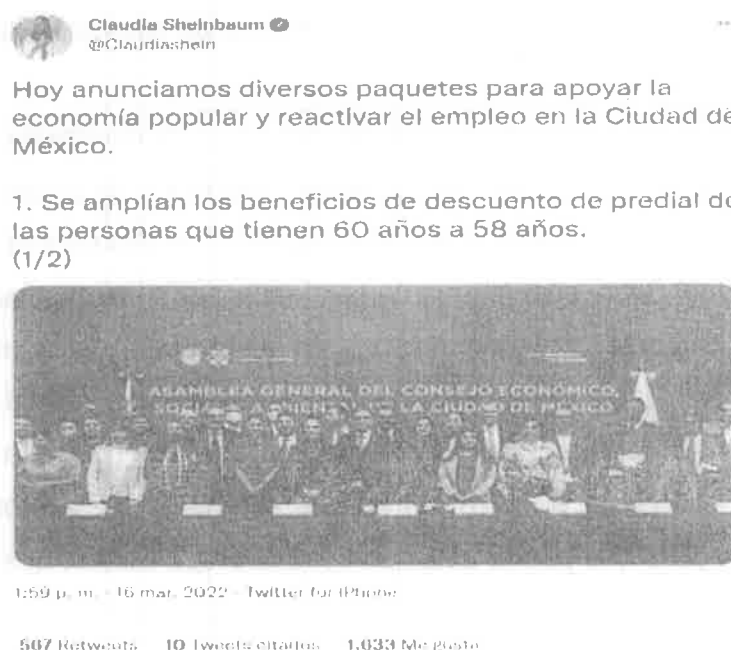 Claudia Sheinbaum
@Claudiashein
Hoy anunciamos diversos paquetes para apoyar la
economía popular y reactivar el empleo en la Ciudad de
México.
1. Se amplían los beneficios de descuento de predial de
las personas que tienen 60 años a 58 años.
(1/2)
ASAMBLEA GENERAL DEL CONSEJO ECONÓMICO,
SOCIAL DE LA CIUDAD DE MÉXICO
1:59 p. m. · 16 mar. 2022 · Twitter for iPhone
567 Retweets 10 Tweets citados 1,633 Me gusta